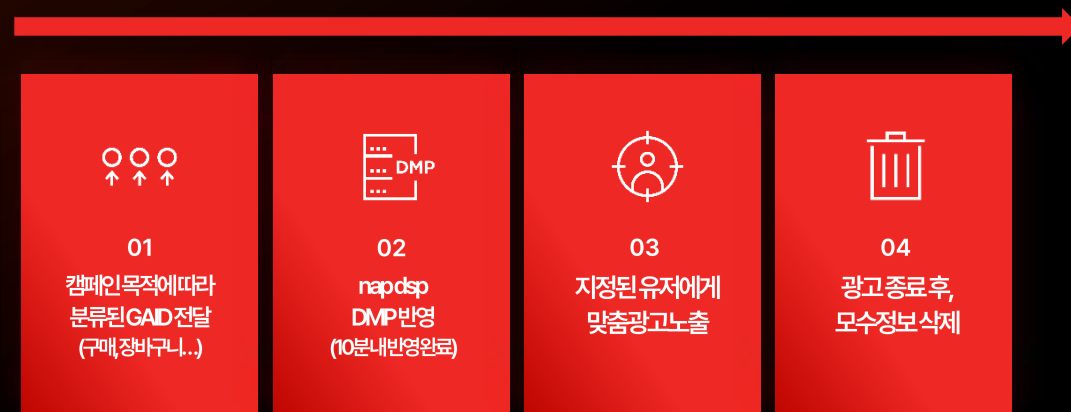 01
캠페인 목적에 따라
분류된 GAID 전달
(구매, 장바구니...)
DMP
02
nap dsp
DMP 반영
(10분내 반영완료)
03
지정된 유저에게
맞춤광고 노출
04
광고 종료 후,
모수정보 삭제